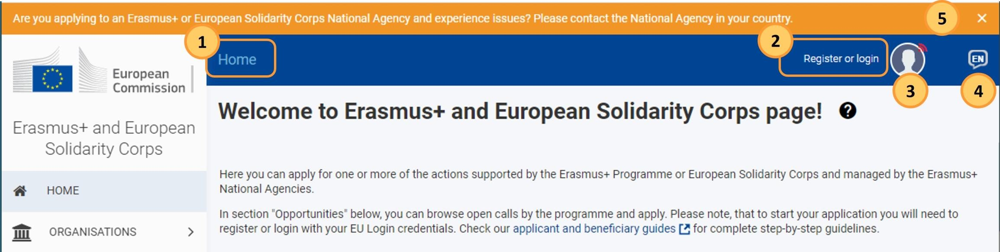 Are you applying to an Erasmus+ or European Solidarity Corps National Agency and experience issues? Please contact the National Agency in your country.
5
1
Home
2
Register or login
3
EN
4
European
Commission
Erasmus+ and European
Solidarity Corps
HOME
ORGANISATIONS
Welcome to Erasmus+ and European Solidarity Corps page! ?
Here you can apply for one or more of the actions supported by the Erasmus+ Programme or European Solidarity Corps and managed by the Erasmus+
National Agencies.
In section "Opportunities" below, you can browse open calls by the programme and apply. Please note, that to start your application you will need to
register or login with your EU Login credentials. Check our applicant and beneficiary guides for complete step-by-step guidelines.